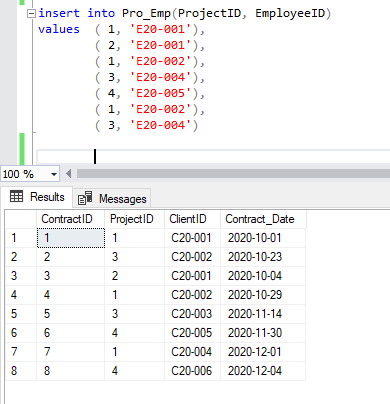 insert into Pro_Emp(ProjectID, EmployeeID)
values ( 1, 'E20-001'),
( 2, 'E20-001'),
( 1, 'E20-002'),
( 3, 'E20-004'),
( 4, 'E20-005'),
( 1, 'E20-002'),
( 3, 'E20-004')
100 %
Results Messages
ContractID ProjectID ClientID Contract_Date
1 1 1 C20-001 2020-10-01
2 2 3 C20-002 2020-10-23
3 3 2 C20-001 2020-10-04
4 4 1 C20-002 2020-10-29
5 5 3 C20-003 2020-11-14
6 6 4 C20-005 2020-11-30
7 7 1 C20-004 2020-12-01
8 8 4 C20-006 2020-12-04